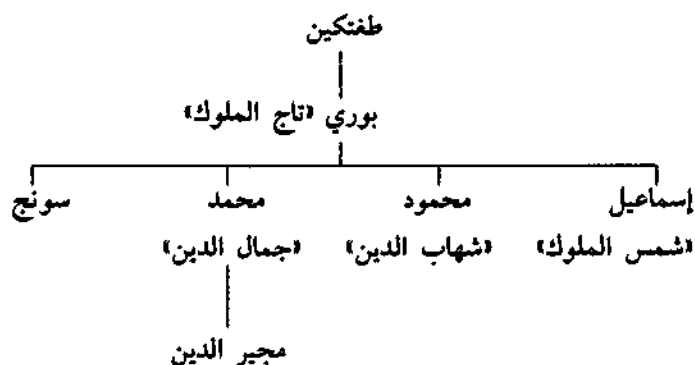 طغتكين
بوري «تاج الملوك»
إسماعيل محمود محمد سونج
«شمس الملوك» «شهاب الدين» «جمال الدين»
مجير الدين